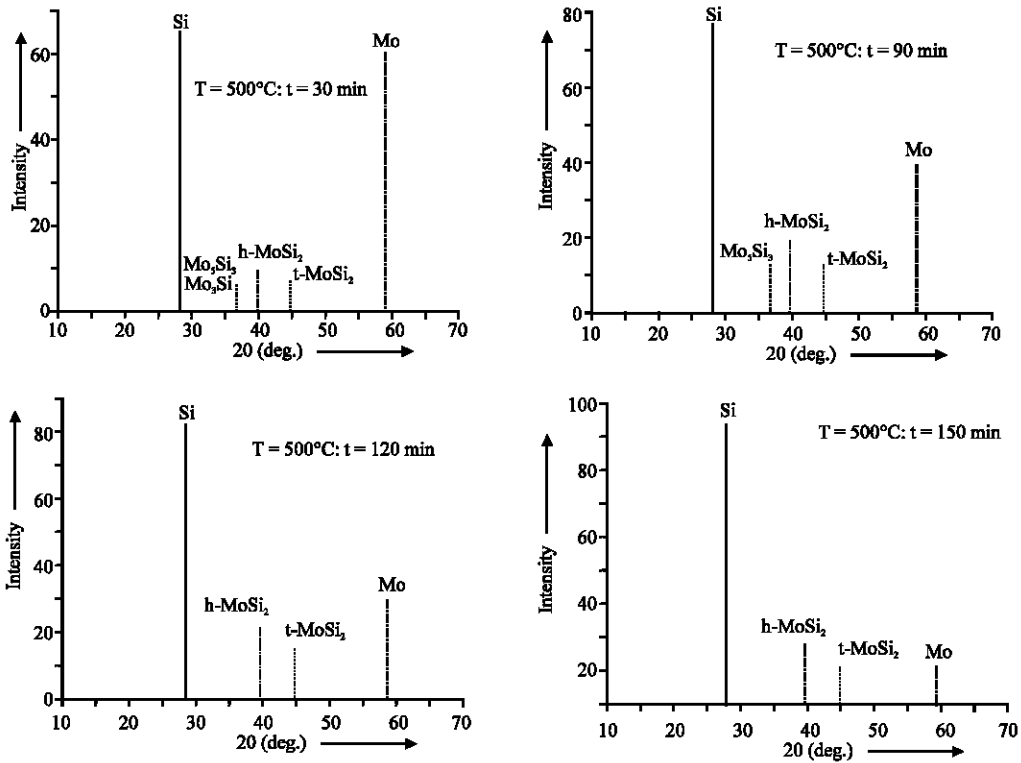 Si
Mo
T = 500°C: t = 30 min
60
40
20
0
Intensity
Mo₅Si₃
Mo₃Si
h-MoSi₂
t-MoSi₂
10 20 30 40 50 60 70
20 (deg.)
80
Si
T = 500°C: t = 90 min
60
40
20
0
Intensity
Mo
h-MoSi₂
Mo₅Si₃
t-MoSi₂
10 20 30 40 50 60 70
20 (deg.)
Si
T = 500°C: t = 120 min
80
60
40
20
0
Intensity
Mo
h-MoSi₂
t-MoSi₂
10 20 30 40 50 60 70
20 (deg.)
100
Si
T = 500°C: t = 150 min
80
60
40
20
Intensity
h-MoSi₂
t-MoSi₂
Mo
10 20 30 40 50 60 70
20 (deg.)